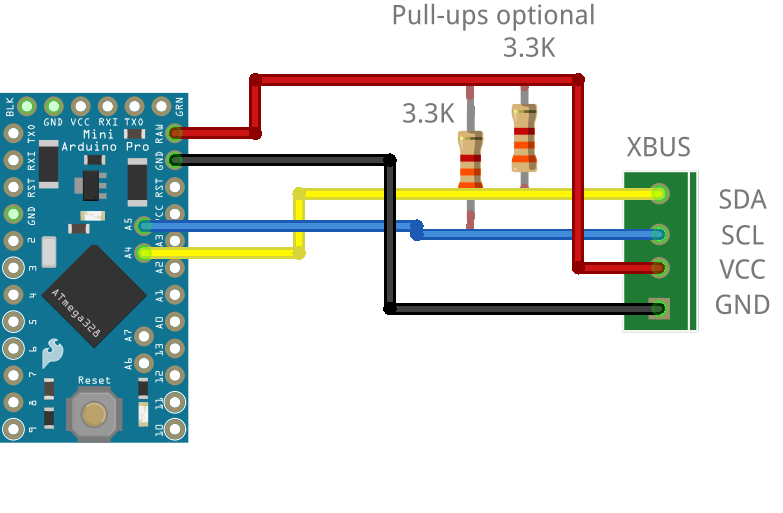 Pull-ups optional
3.3K
3.3K
XBUS
SDA
SCL
VCC
GND
BLK
GND
VCC
RXI
TXO
GRN
Mini
Arduino Pro
TXO
RXI
RST
GND
2
3
4
5
6
7
8
9
RAW
GND
RST
VCC
A3
A2
A1
A0
13
12
11
10
A5
A4
A7
A6
ATmega328
Reset